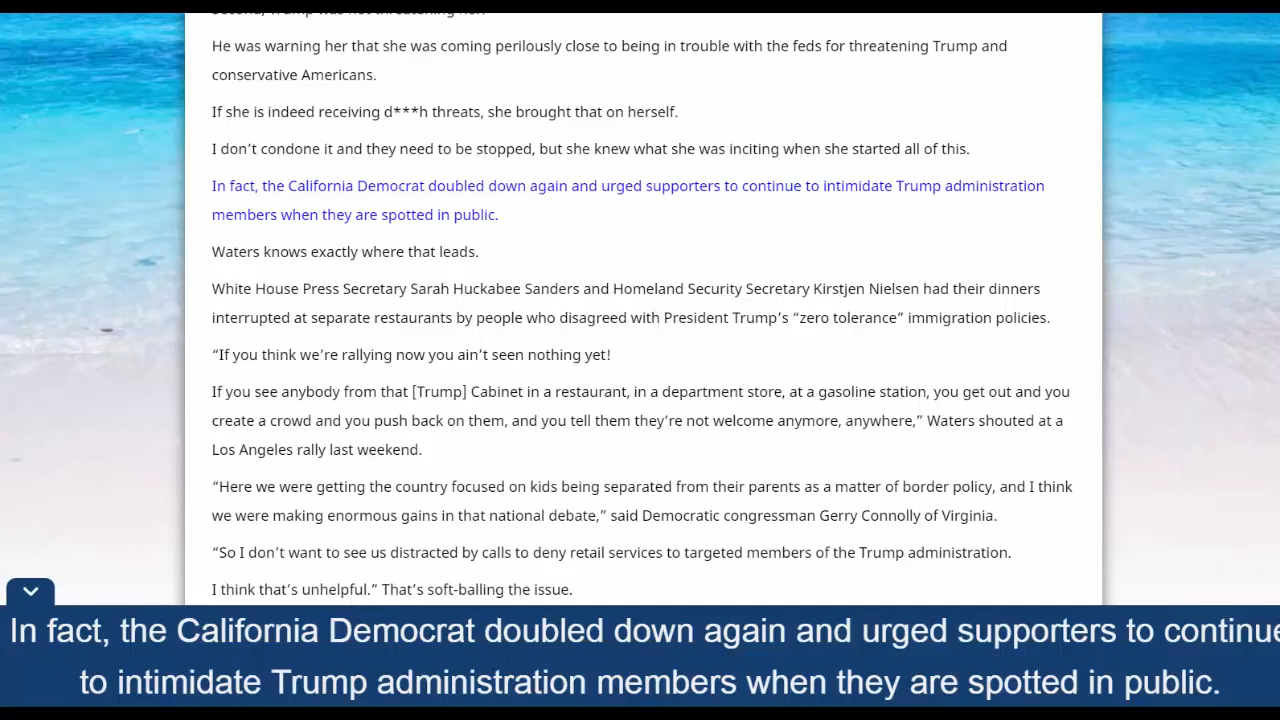 Second, Trump was not threatening her.
He was warning her that she was coming perilously close to being in trouble with the feds for threatening Trump and
conservative Americans.
If she is indeed receiving d***h threats, she brought that on herself.
I don’t condone it and they need to be stopped, but she knew what she was inciting when she started all of this.
In fact, the California Democrat doubled down again and urged supporters to continue to intimidate Trump administration
members when they are spotted in public.
Waters knows exactly where that leads.
White House Press Secretary Sarah Huckabee Sanders and Homeland Security Secretary Kirstjen Nielsen had their dinners
interrupted at separate restaurants by people who disagreed with President Trump’s “zero tolerance” immigration policies.
“If you think we’re rallying now you ain’t seen nothing yet!
If you see anybody from that [Trump] Cabinet in a restaurant, in a department store, at a gasoline station, you get out and you
create a crowd and you push back on them, and you tell them they’re not welcome anymore, anywhere,” Waters shouted at a
Los Angeles rally last weekend.
“Here we were getting the country focused on kids being separated from their parents as a matter of border policy, and I think
we were making enormous gains in that national debate,” said Democratic congressman Gerry Connolly of Virginia.
“So I don’t want to see us distracted by calls to deny retail services to targeted members of the Trump administration.
I think that’s unhelpful.” That’s soft-balling the issue.
In fact, the California Democrat doubled down again and urged supporters to continue
to intimidate Trump administration members when they are spotted in public.